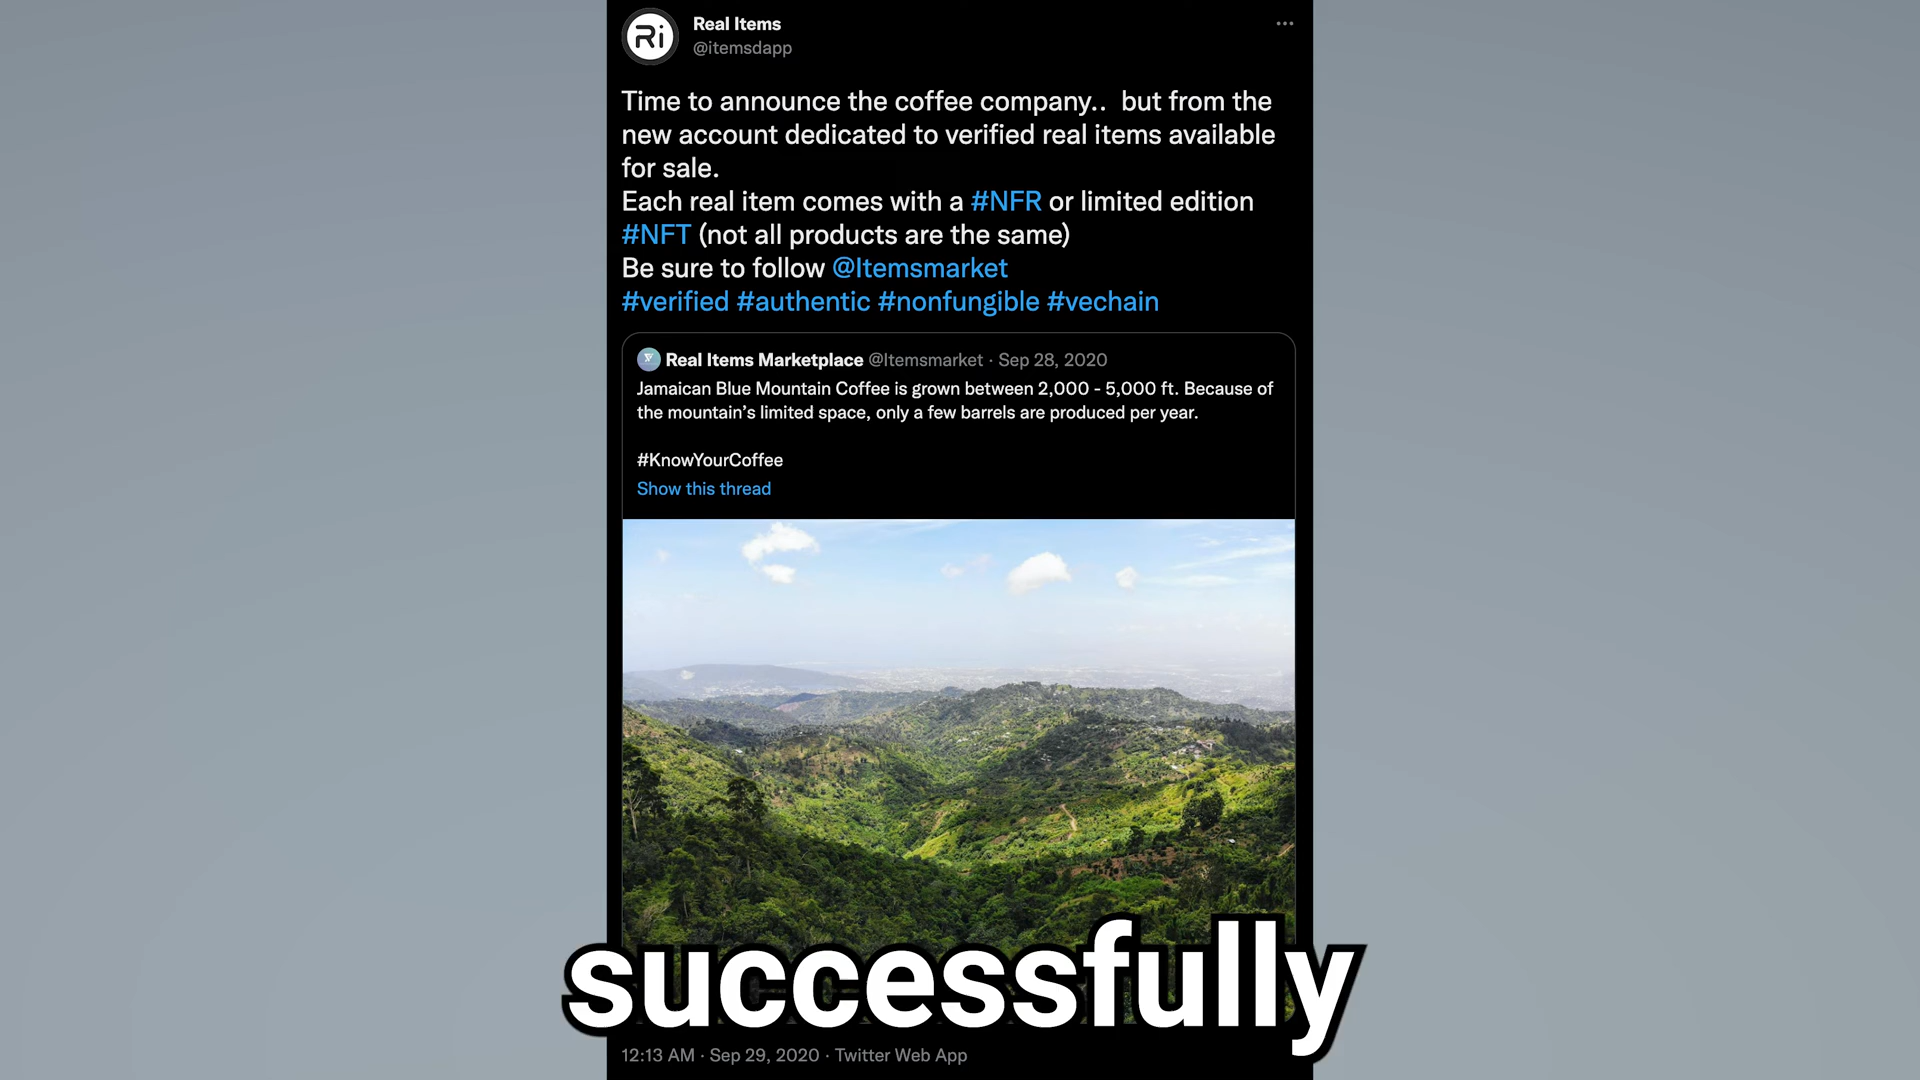 Ri
Real Items
@itemsdapp
Time to announce the coffee company.. but from the
new account dedicated to verified real items available
for sale.
Each real item comes with a #NFR or limited edition
#NFT (not all products are the same)
Be sure to follow @Itemsmarket
#verified #authentic #nonfungible #vechain
Real Items Marketplace @Itemsmarket · Sep 28, 2020
Jamaican Blue Mountain Coffee is grown between 2,000 - 5,000 ft. Because of
the mountain’s limited space, only a few barrels are produced per year.
#KnowYourCoffee
Show this thread
successfully
12:13 AM · Sep 29, 2020 · Twitter Web App